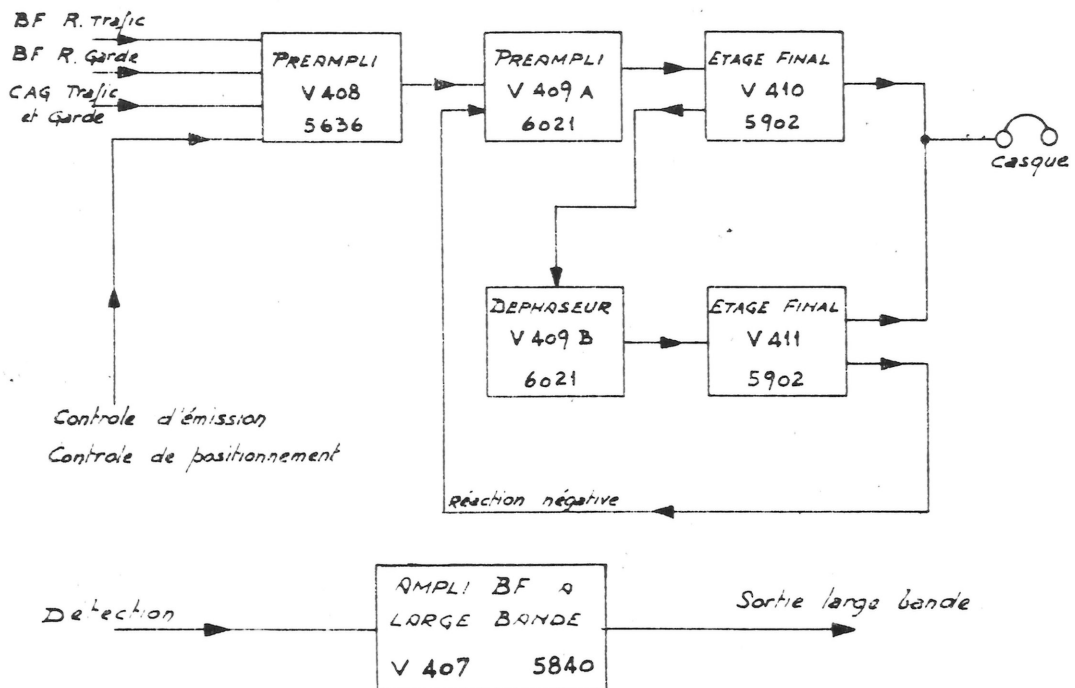 BF R. Trafic
BF R. Garde
CAG Trafic
et Garde
PREAMPLI
V 408
5636
PREAMPLI
V 409 A
6021
ETAGE FINAL
V 410
5902
Casque
DEPHASEUR
V 409 B
6021
ETAGE FINAL
V 411
5902
Controle d'émission
Controle de positionnement
Réaction négative
Détection
AMPLI BF A
LARGE BANDE
V 407 5840
Sortie large bande